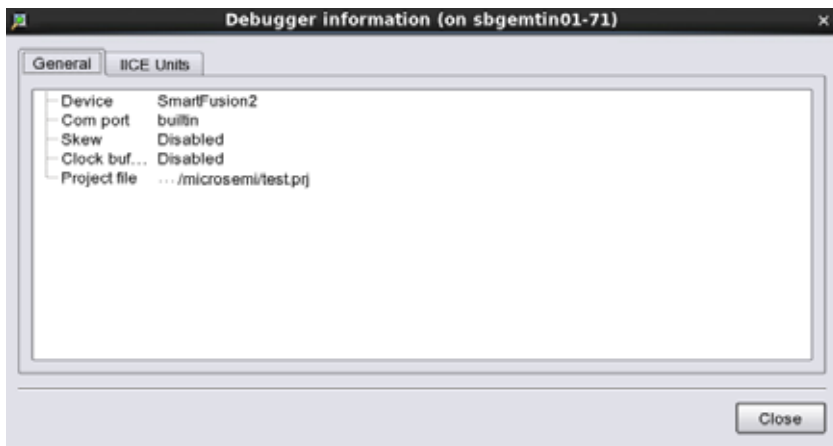 Debugger information (on sbgemtin01-71)
General IICE Units
Device SmartFusion2
Com port builtin
Skew Disabled
Clock buf... Disabled
Project file .../microsemi/test.prj
Close